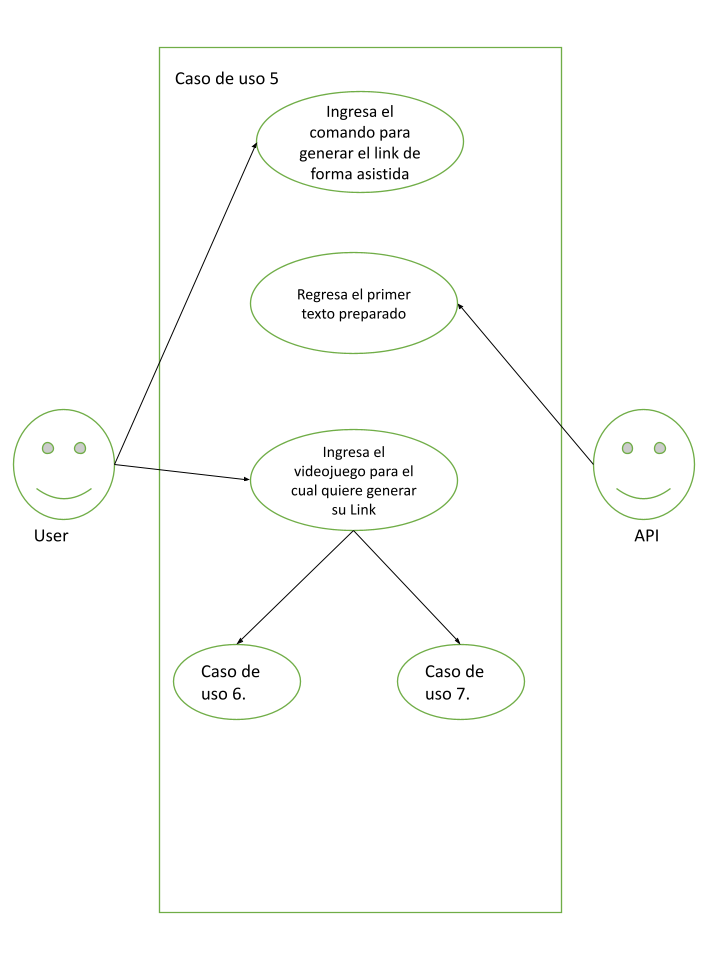 Caso de uso 5
Ingresa el
comando para
generar el link de
forma asistida
Regresa el primer
texto preparado
Ingresa el
videojuego para el
cual quiere generar
su Link
User
API
Caso de
uso 6.
Caso de
uso 7.